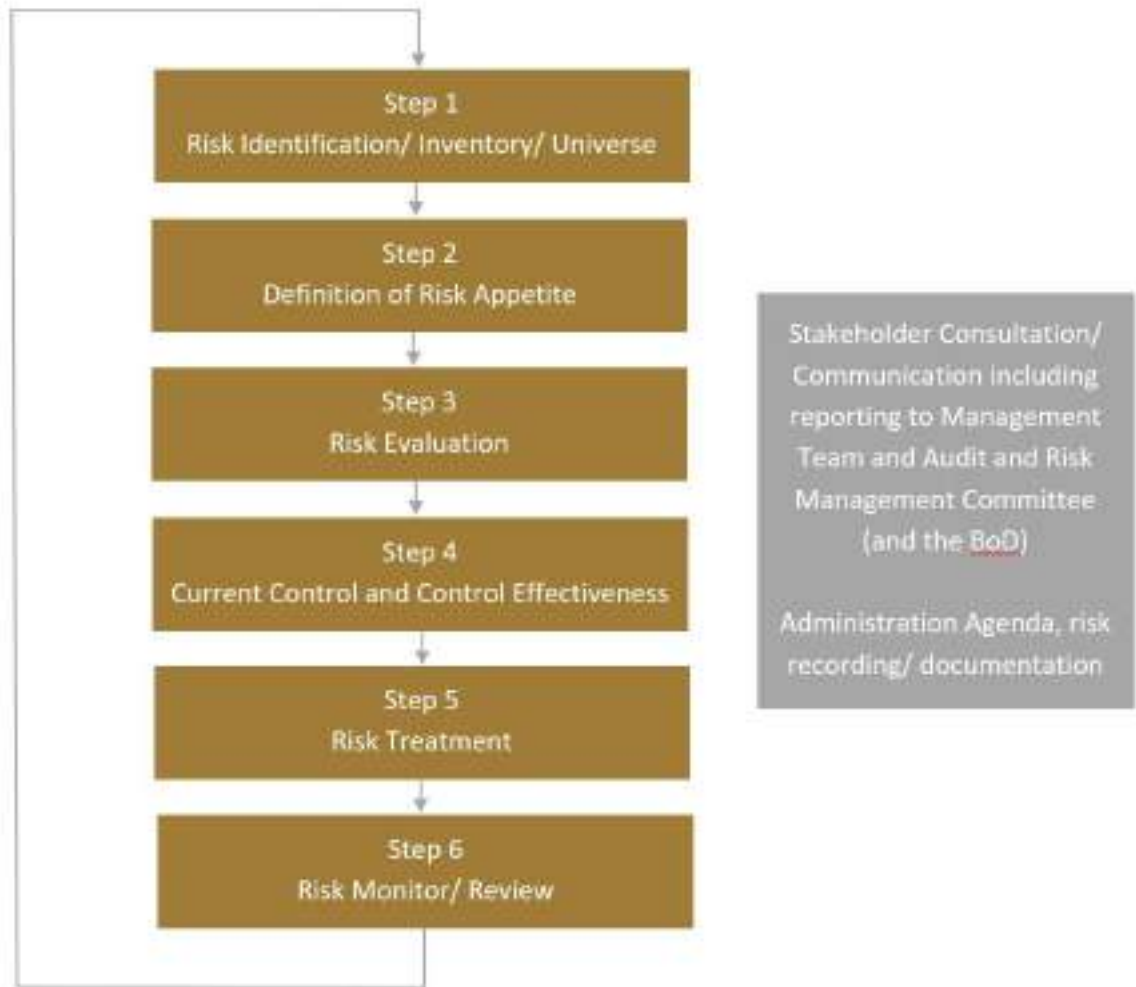 Step 1
Risk Identification/ Inventory/ Universe
Step 2
Definition of Risk Appetite
Step 3
Risk Evaluation
Step 4
Current Control and Control Effectiveness
Step 5
Risk Treatment
Step 6
Risk Monitor/ Review
Stakeholder Consultation/
Communication including
reporting to Management
Team and Audit and Risk
Management Committee
(and the BoD)
Administration Agenda, risk
recording/ documentation